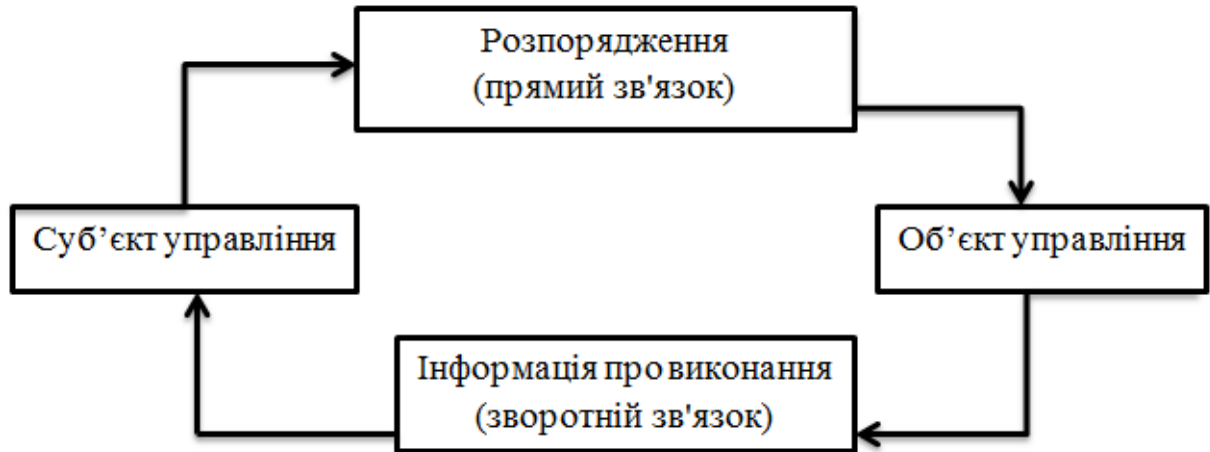 Розпорядження
(прямий зв'язок)
Суб’єкт управління
Об’єкт управління
Інформація про виконання
(зворотній зв'язок)